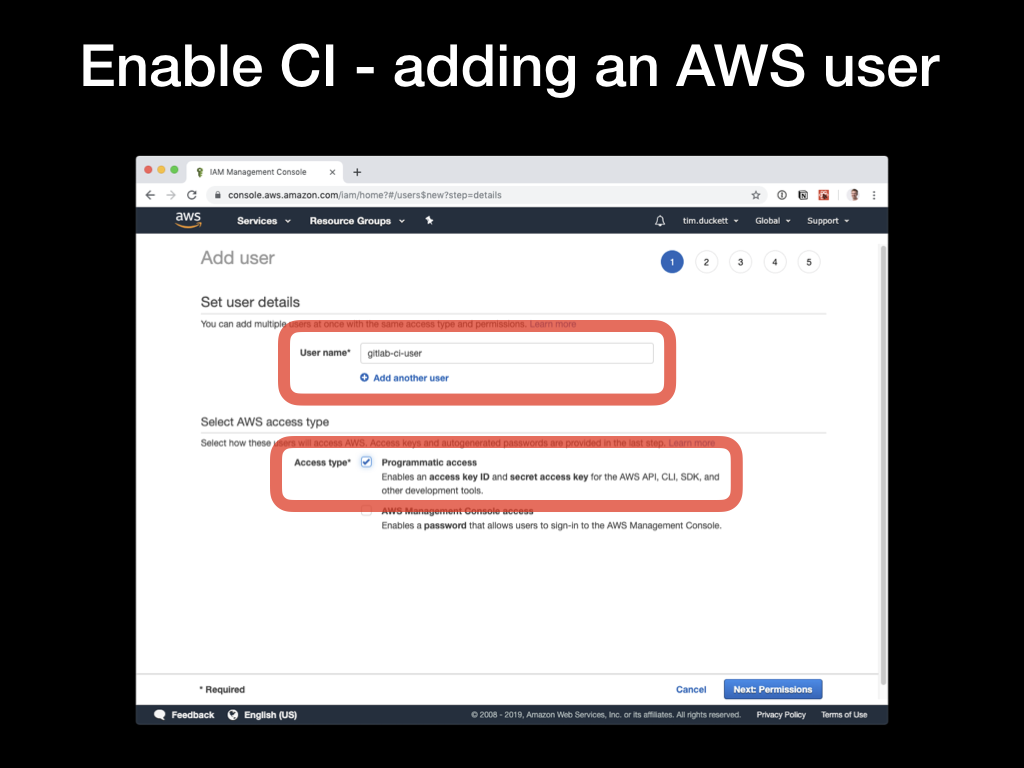 Enable CI - adding an AWS user
IAM Management Console
console.aws.amazon.com/iam/home?#/users$new?step=details
aws
Services
Resource Groups
tim.duckett
Global
Support
Add user
1 2 3 4 5
Set user details
You can add multiple users at once with the same access type and permissions. Learn more
User name* gitlab-ci-user
Add another user
Select AWS access type
Select how these users will access AWS. Access keys and autogenerated passwords are provided in the last step. Learn more
Access type* Programmatic access
Enables an access key ID and secret access key for the AWS API, CLI, SDK, and
other development tools.
AWS Management Console access
Enables a password that allows users to sign-in to the AWS Management Console.
* Required
Cancel
Next: Permissions
Feedback
English (US)
© 2008 - 2019, Amazon Web Services, Inc. or its affiliates. All rights reserved.
Privacy Policy
Terms of Use